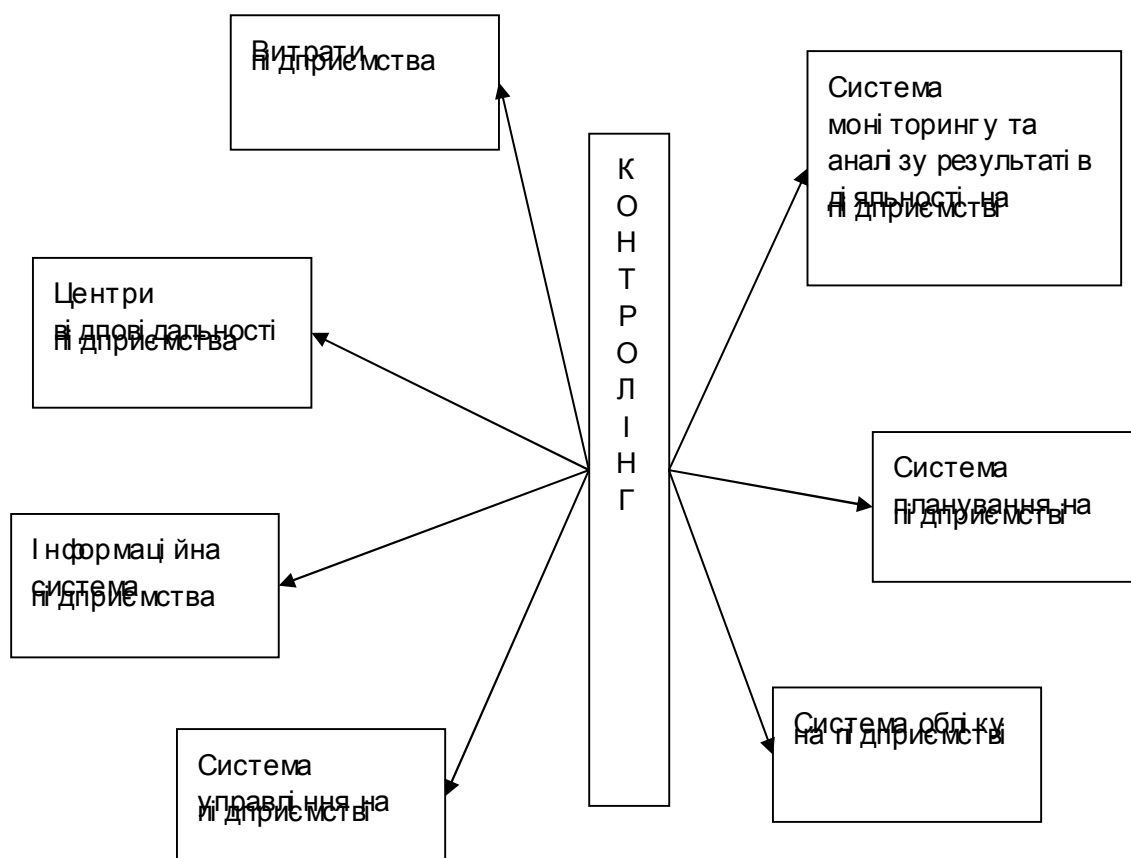 Витрати
підприємства
Система
моніторингу та
аналізу результатів
діяльності на
підприємстві
К
О
Н
Т
Р
О
Л
І
Н
Г
Центри
відповідальності
підприємства
Система
планування на
підприємстві
Інформаційна
система
підприємства
Система обліку
на підприємстві
Система
управління на
підприємстві